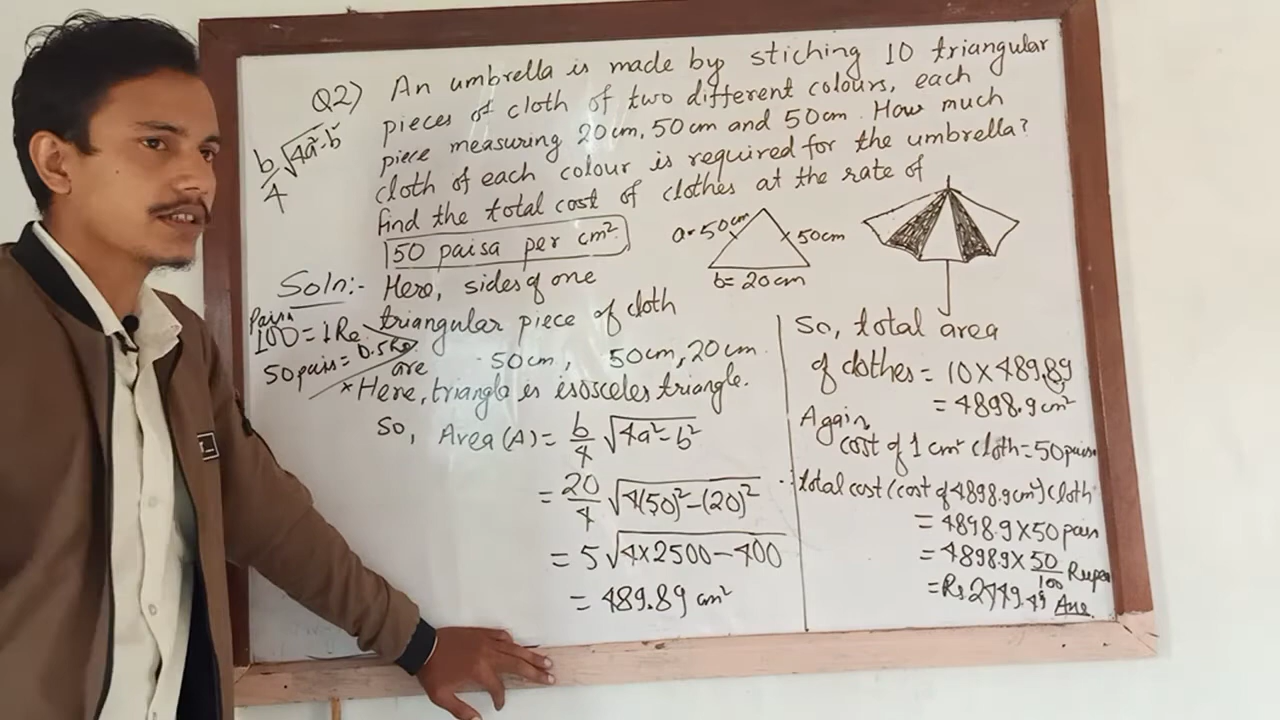 Q2) An umbrella is made by stiching 10 triangular
pieces of cloth of two different colours, each
piece measuring 20cm, 50cm and 50cm. How much
cloth of each colour is required for the umbrella?
find the total cost of clothes at the rate of
50 paisa per cm².
b/4 √4a²-b²
a=50cm
50cm
b=20cm
Soln:- Here, sides of one
triangular piece of cloth
are 50cm, 50cm, 20cm.
Paisa
100 = 1 Re
50 pais = 0.5 Re
* Here, triangle is isosceles triangle.
So, Area (A) = b/4 √4a²-b²
= 20/4 √4(50)²-(20)²
= 5√4×2500-400
= 489.89 cm²
So, total area
of clothes = 10×489.89
= 4898.9 cm²
Again
cost of 1 cm² cloth = 50 paisa
∴ total cost (cost of 4898.9cm²) cloth
= 4898.9×50 pais
= 4898.9×50/100 Rupee
= Rs 2449.49 Ans